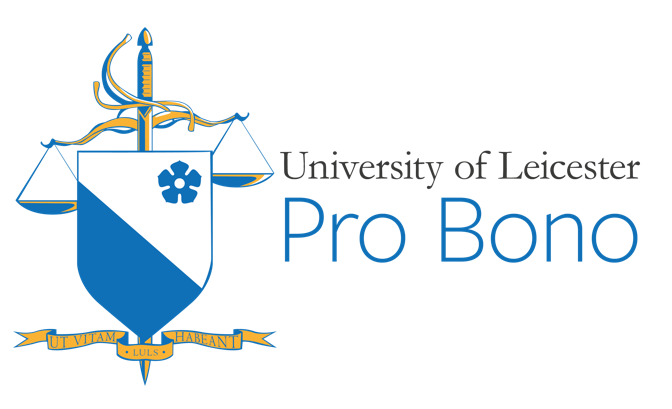 University of Leicester
Pro Bono
UT VITAM HABEANT
· LULS ·